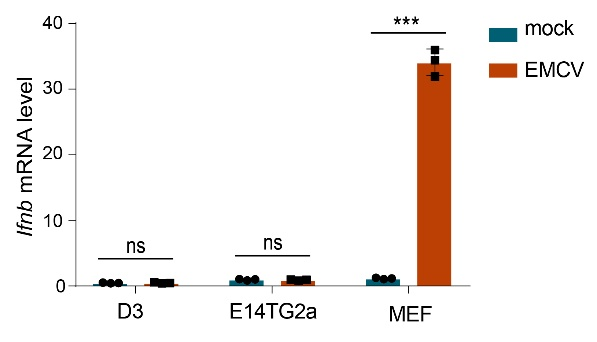 40
30
20
10
0
Ifnb mRNA level
ns
ns
***
D3
E14TG2a
MEF
mock
EMCV